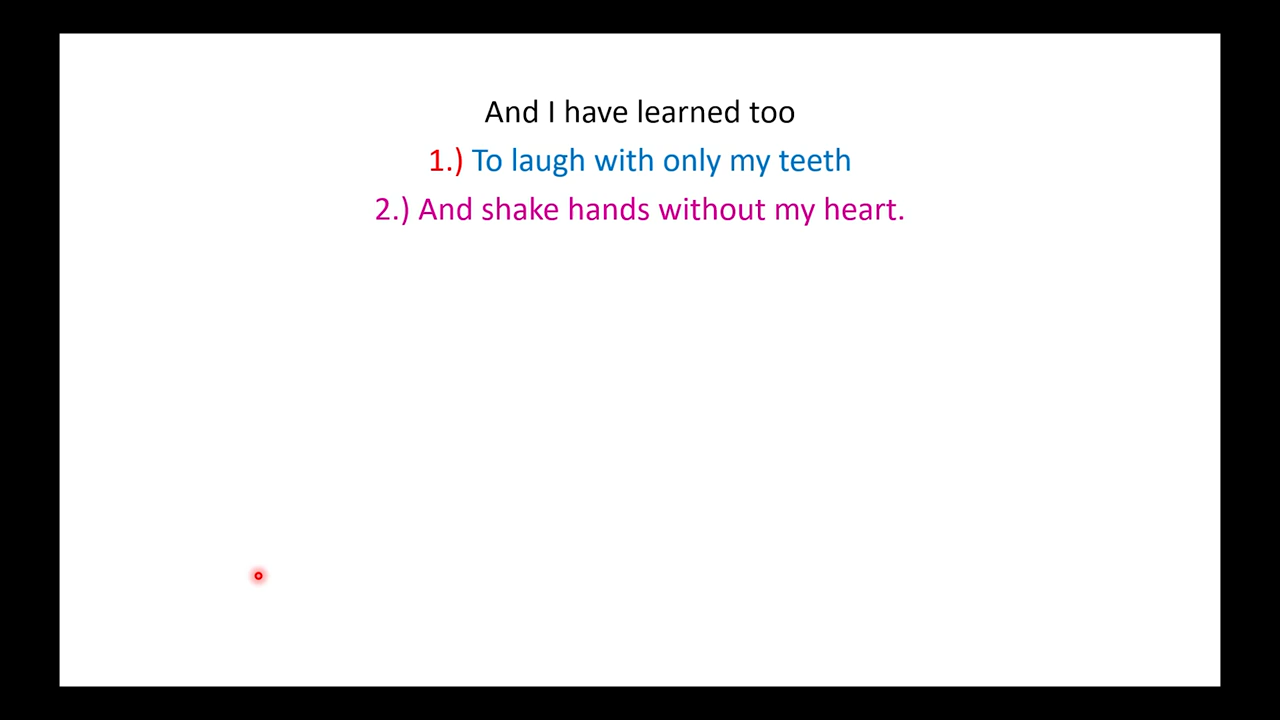 And I have learned too
1.) To laugh with only my teeth
2.) And shake hands without my heart.